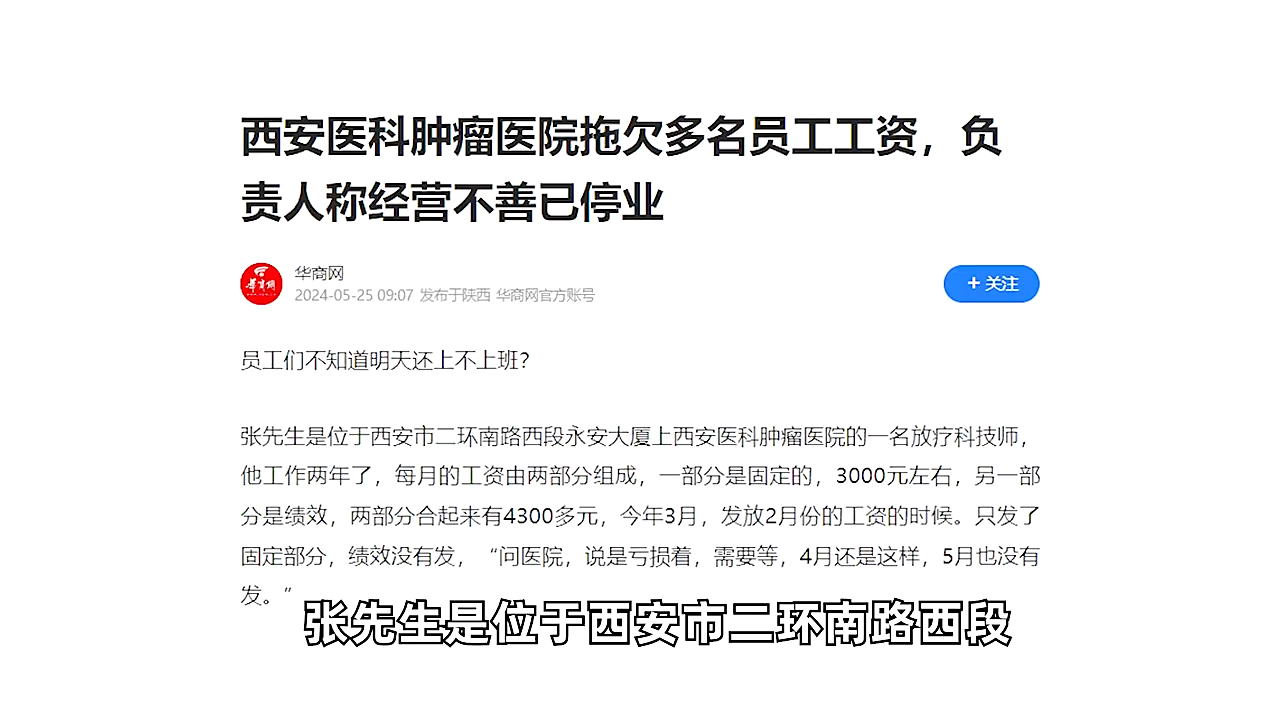 西安医科肿瘤医院拖欠多名员工工资，负
责人称经营不善已停业
华商网
华商网
2024-05-25 09:07 发布于陕西 华商网官方账号
+ 关注
员工们不知道明天还上不上班？
张先生是位于西安市二环南路西段永安大厦上西安医科肿瘤医院的一名放疗科技师，
他工作两年了，每月的工资由两部分组成，一部分是固定的，3000元左右，另一部
分是绩效，两部分合起来有4300多元，今年3月，发放2月份的工资的时候。只发了
固定部分，绩效没有发，“问医院，说是亏损着，需要等，4月还是这样，5月也没有
发。”
张先生是位于西安市二环南路西段